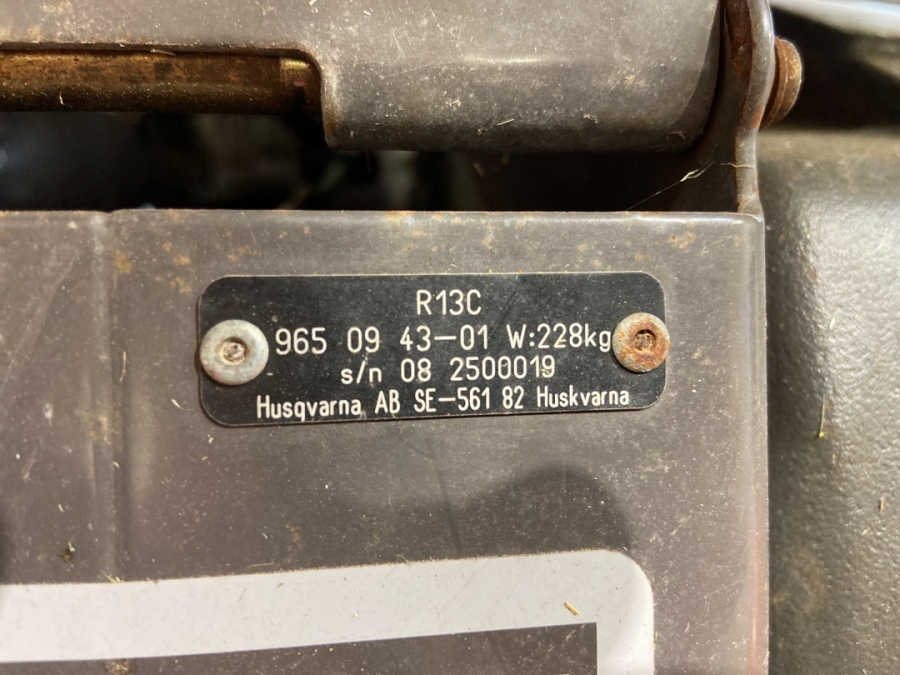 R13C
965 09 43-01 W:228kg
s/n 08 2500019
Husqvarna AB SE-561 82 Huskvarna